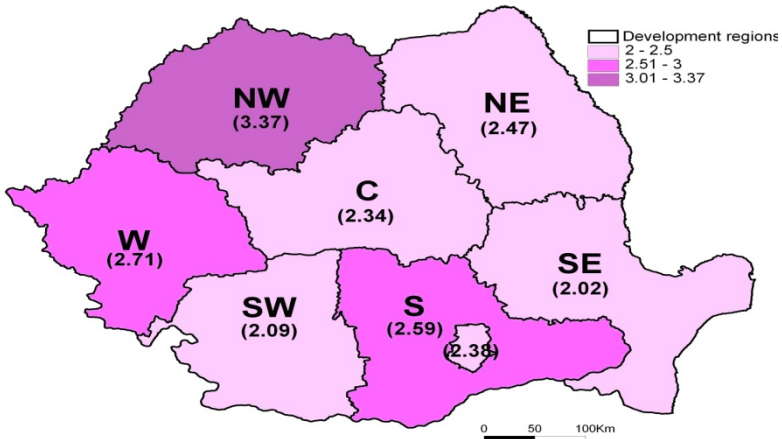 Development regions
2 - 2.5
2.51 - 3
3.01 - 3.37
NW
(3.37)
NE
(2.47)
C
(2.34)
W
(2.71)
SE
(2.02)
SW
(2.09)
S
(2.59)
(2.38)
0 50 100Km